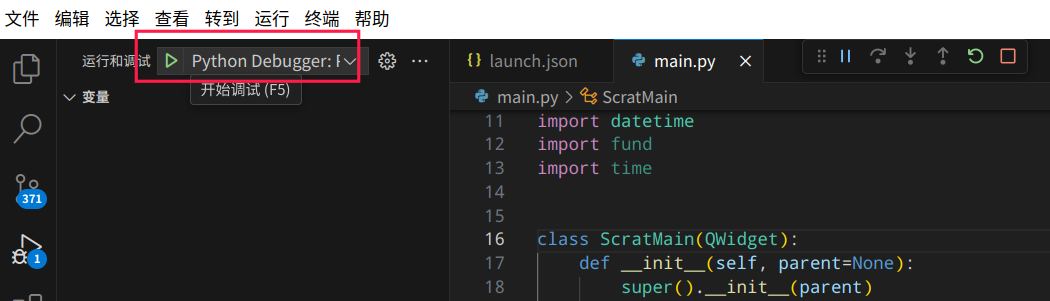 文件 编辑 选择 查看 转到 运行 终端 帮助
运行和调试 Python Debugger: F
开始调试 (F5)
变量
371
1
{} launch.json main.py
main.py > ScratMain
11 import datetime
12 import fund
13 import time
14
15
16 class ScratMain(QWidget):
17 def __init__(self, parent=None):
18 super().__init__(parent)